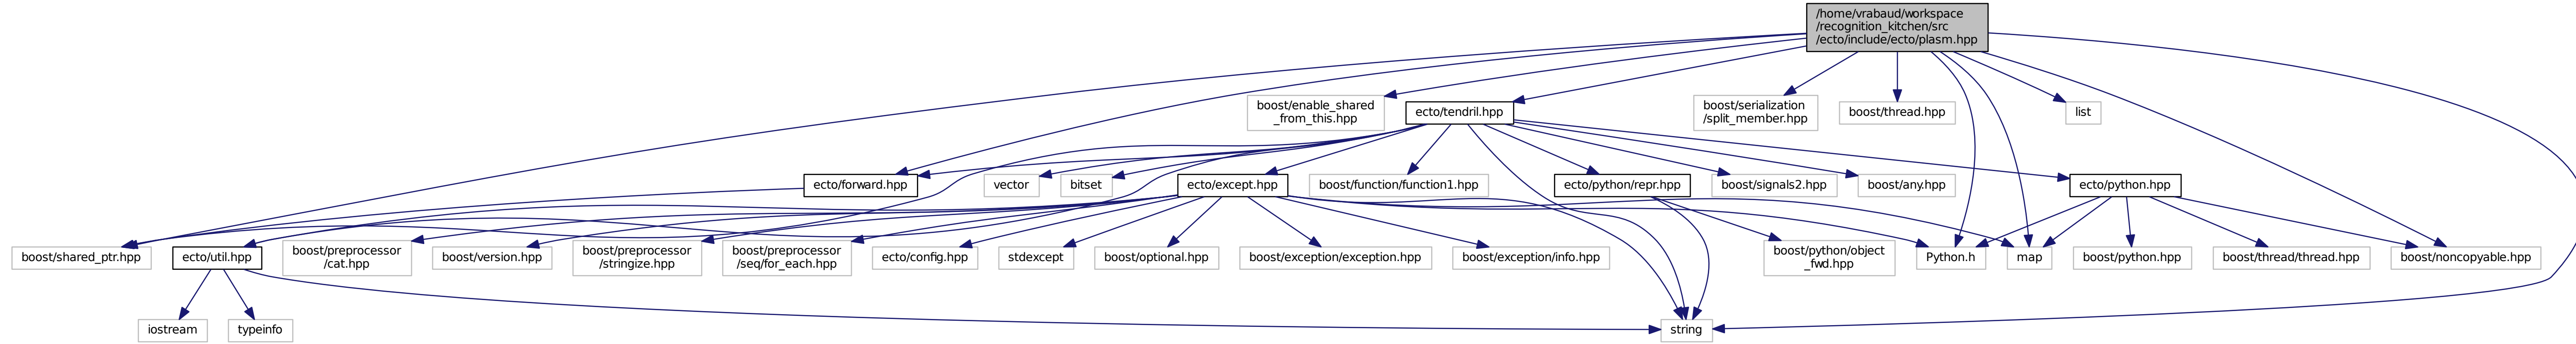 /home/vrabaud/workspace
/recognition_kitchen/src
/ecto/include/ecto/plasm.hpp
boost/enable_shared
_from_this.hpp
ecto/tendril.hpp
boost/serialization
/split_member.hpp
boost/thread.hpp
list
ecto/forward.hpp
vector
bitset
ecto/except.hpp
boost/function/function1.hpp
ecto/python/repr.hpp
boost/signals2.hpp
boost/any.hpp
ecto/python.hpp
boost/shared_ptr.hpp
ecto/util.hpp
boost/preprocessor
/cat.hpp
boost/version.hpp
boost/preprocessor
/stringize.hpp
boost/preprocessor
/seq/for_each.hpp
ecto/config.hpp
stdexcept
boost/optional.hpp
boost/exception/exception.hpp
boost/exception/info.hpp
boost/python/object
_fwd.hpp
Python.h
map
boost/python.hpp
boost/thread/thread.hpp
boost/noncopyable.hpp
iostream
typeinfo
string